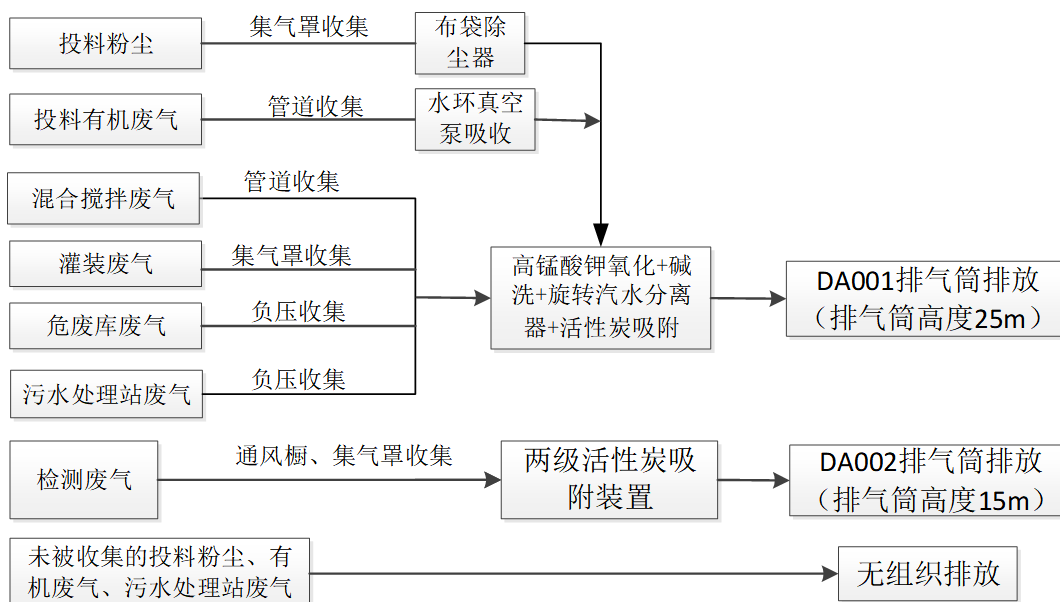 投料粉尘
集气罩收集
布袋除
尘器
投料有机废气
管道收集
水环真空
泵吸收
混合搅拌废气
管道收集
灌装废气
集气罩收集
危废库废气
负压收集
污水处理站废气
负压收集
高锰酸钾氧化+碱
洗+旋转汽水分离
器+活性炭吸附
DA001排气筒排放
（排气筒高度25m）
检测废气
通风橱、集气罩收集
两级活性炭吸
附装置
DA002排气筒排放
（排气筒高度15m）
未被收集的投料粉尘、有
机废气、污水处理站废气
无组织排放